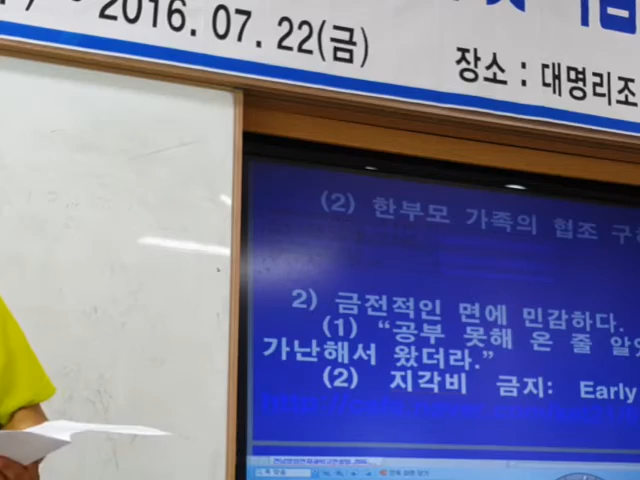 2016. 07. 22(금)
장소 : 대명리조
(2) 한부모 가족의 협조 구
2) 금전적인 면에 민감하다.
(1) “공부 못해 온 줄 알
가난해서 왔더라.”
(2) 지각비 금지: Early